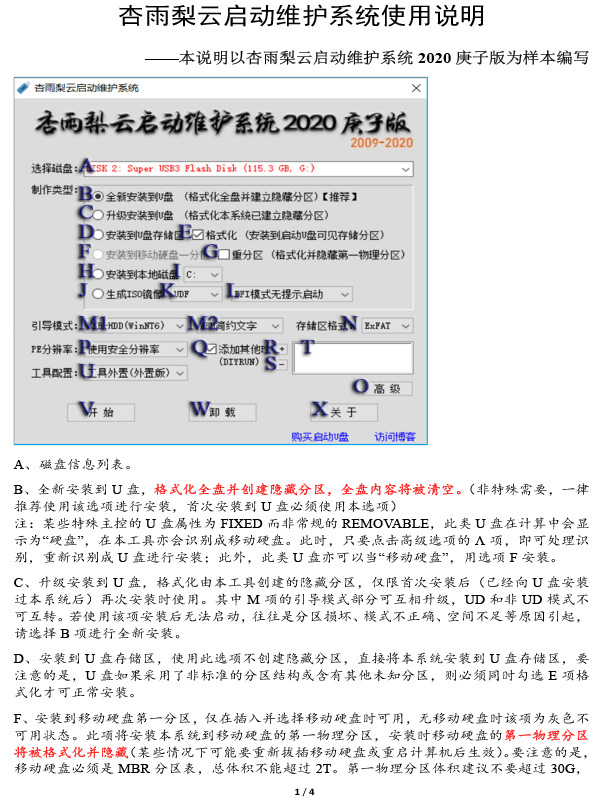 杏雨梨云启动维护系统使用说明
——本说明以杏雨梨云启动维护系统 2020 庚子版为样本编写
杏雨梨云启动维护系统
杏雨梨云启动维护系统2020庚子版
2009-2020
选择磁盘: A ISK 2: Super USB3 Flash Disk (115.3 GB, G:)
制作类型: B 全新安装到U盘 (格式化全盘并建立隐藏分区)【推荐】
C 升级安装到U盘 (格式化本系统已建立隐藏分区)
D 安装到U盘存储区 E 格式化 (安装到启动U盘可见存储分区)
F 安装到移动硬盘一分区 G 重分区 (格式化并隐藏第一物理分区)
H 安装到本地磁盘 I C:
J 生成ISO镜像 K UDF L EFI模式无提示启动
引导模式: M1 HDD(WinNT6) M2 简约文字 存储区格式 N ExFAT
PE分辨率: P 使用安全分辨率 Q 添加其他 R + T
(DIYRUN) S -
工具配置: U 工具外置(外置版) O 高 级
V 开 始 W 卸 载 X 关 于
购买启动U盘 访问博客
A、磁盘信息列表。
B、全新安装到 U 盘，格式化全盘并创建隐藏分区，全盘内容将被清空。（非特殊需要，一律
推荐使用该选项进行安装，首次安装到 U 盘必须使用本选项）
注：某些特殊主控的 U 盘属性为 FIXED 而非常规的 REMOVABLE，此类 U 盘在计算中会显
示为“硬盘”，在本工具亦会识别成移动硬盘。此时，只要点击高级选项的 A 项，即可处理识
别，重新识别成 U 盘进行安装；此外，此类 U 盘亦可以当“移动硬盘”，用选项 F 安装。
C、升级安装到 U 盘，格式化由本工具创建的隐藏分区，仅限首次安装后（已经向 U 盘安装
过本系统后）再次安装时使用。其中 M 项的引导模式部分可互相升级，UD 和非 UD 模式不
可互转。若使用该项安装后无法启动，往往是分区损坏、模式不正确、空间不足等原因引起，
请选择 B 项进行全新安装。
D、安装到 U 盘存储区，使用此选项不创建隐藏分区，直接将本系统安装到 U 盘存储区，要
注意的是，U 盘如果采用了非标准的分区结构或含有其他未知分区，则必须同时勾选 E 项格
式化才可正常安装。
F、安装到移动硬盘第一分区，仅在插入并选择移动硬盘时可用，无移动硬盘时该项为灰色不
可用状态。此项将安装本系统到移动硬盘的第一物理分区，安装时移动硬盘的第一物理分区
将被格式化并隐藏（某些情况下可能要重新拔插移动硬盘或重启计算机后生效）。要注意的是，
移动硬盘必须是 MBR 分区表，总体积不能超过 2T。第一物理分区体积建议不要超过 30G，
1 / 4